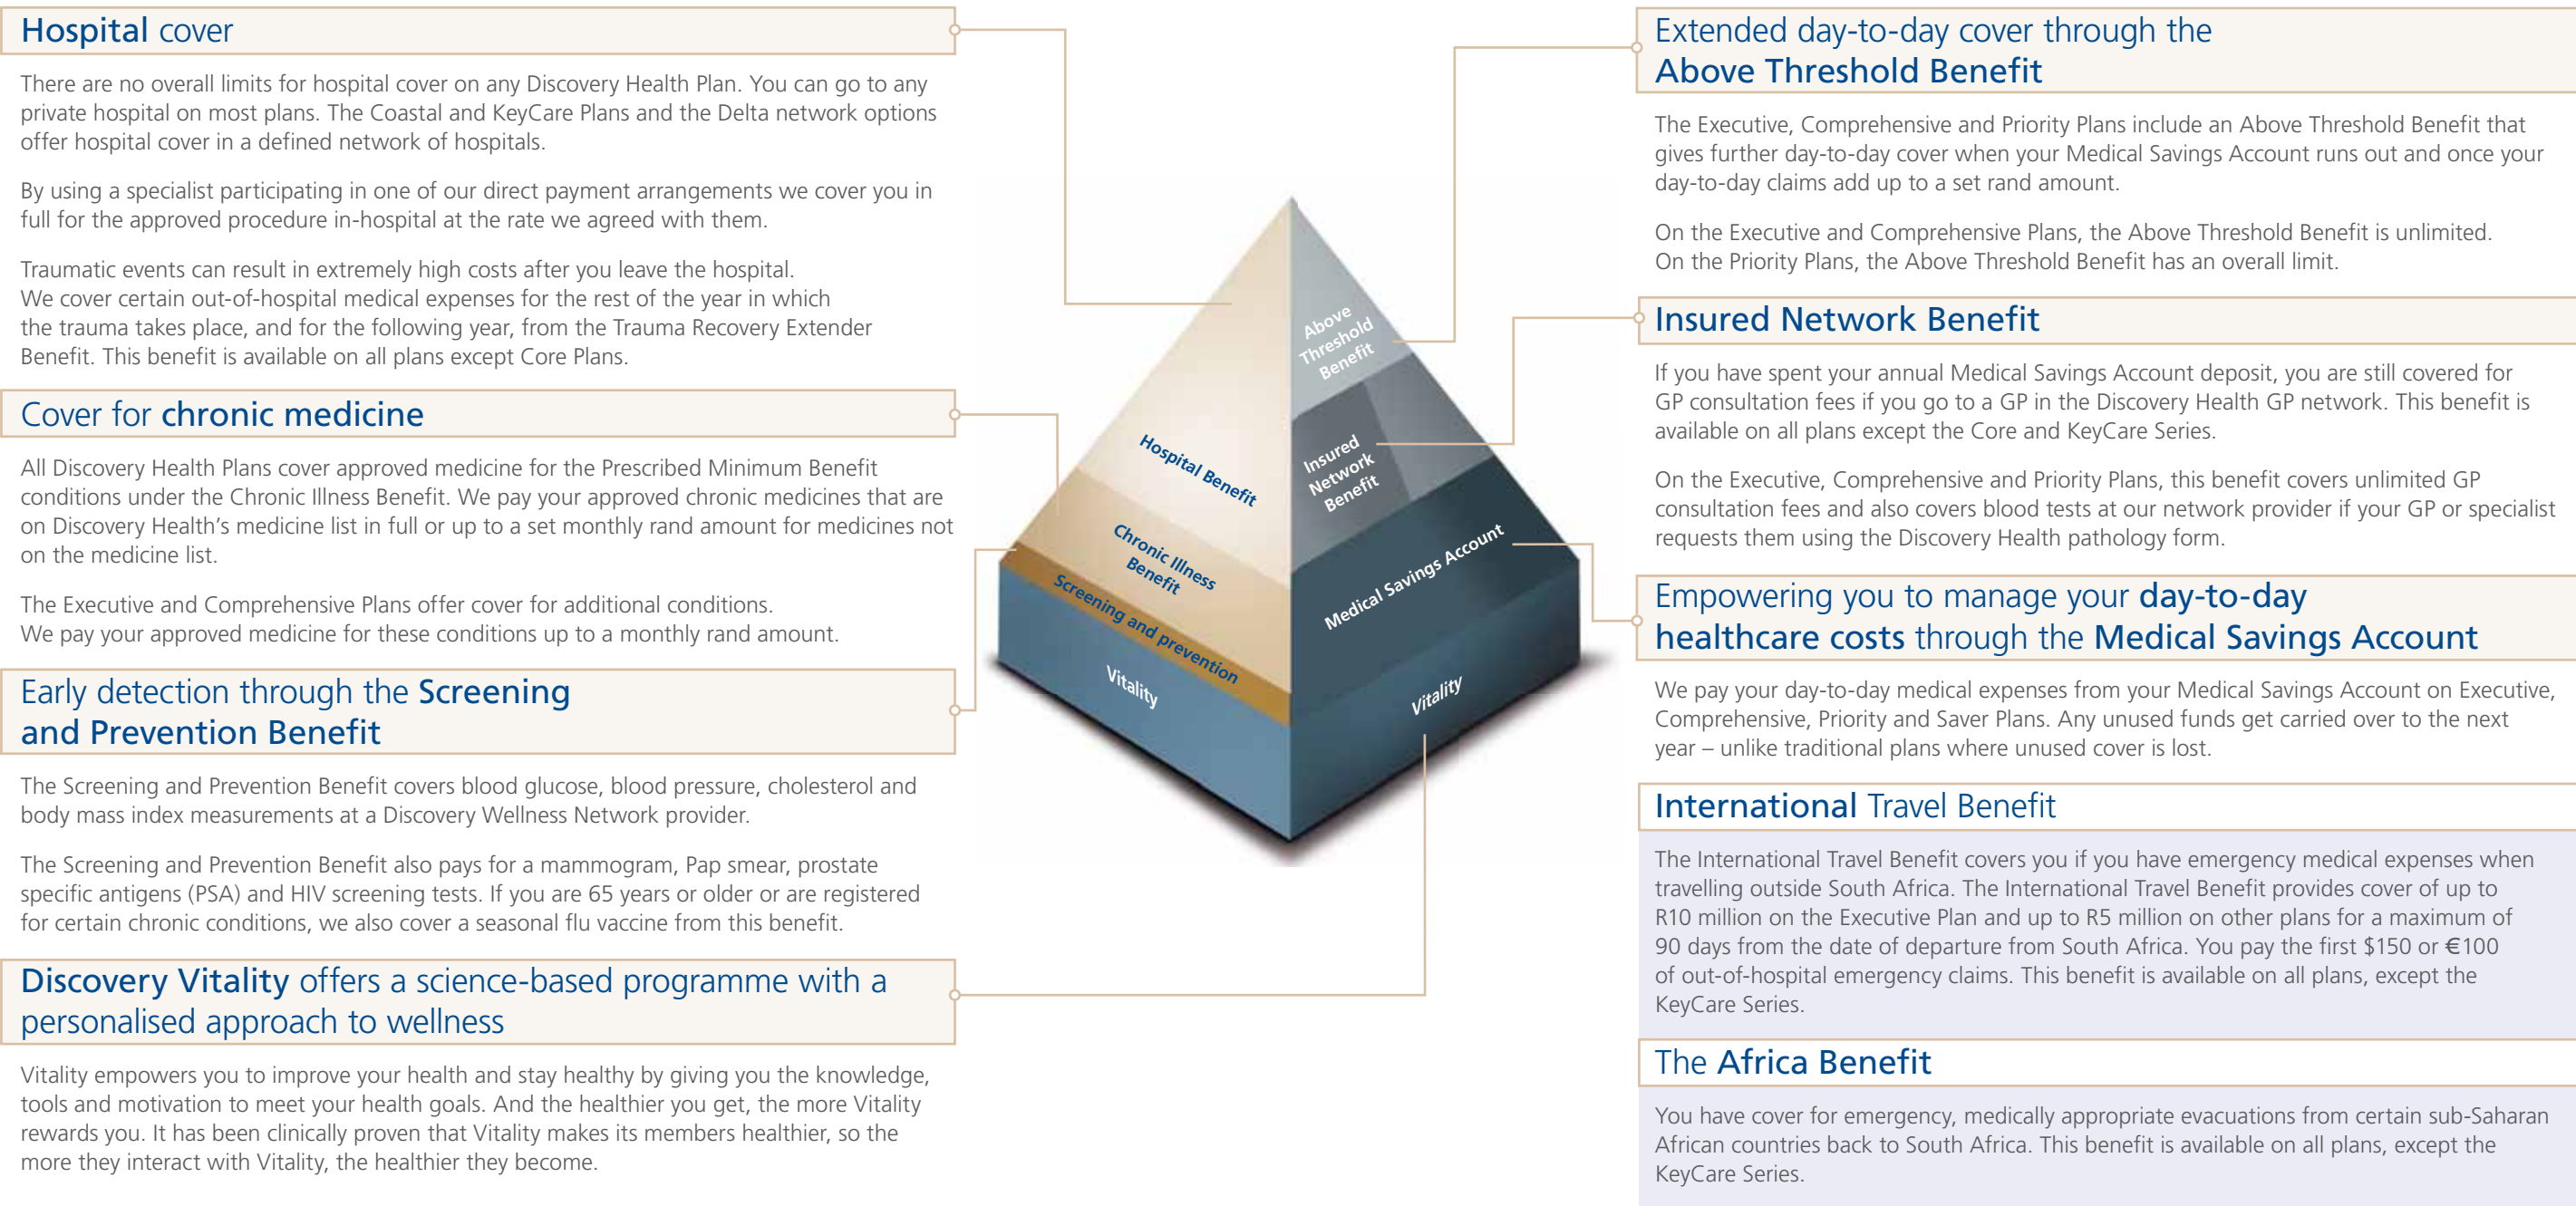 Hospital cover
There are no overall limits for hospital cover on any Discovery Health Plan. You can go to any
private hospital on most plans. The Coastal and KeyCare Plans and the Delta network options
offer hospital cover in a defined network of hospitals.
By using a specialist participating in one of our direct payment arrangements we cover you in
full for the approved procedure in-hospital at the rate we agreed with them.
Traumatic events can result in extremely high costs after you leave the hospital.
We cover certain out-of-hospital medical expenses for the rest of the year in which
the trauma takes place, and for the following year, from the Trauma Recovery Extender
Benefit. This benefit is available on all plans except Core Plans.
Cover for chronic medicine
All Discovery Health Plans cover approved medicine for the Prescribed Minimum Benefit
conditions under the Chronic Illness Benefit. We pay your approved chronic medicines that are
on Discovery Health's medicine list in full or up to a set monthly rand amount for medicines not
on the medicine list.
The Executive and Comprehensive Plans offer cover for additional conditions.
We pay your approved medicine for these conditions up to a monthly rand amount.
Early detection through the Screening
and Prevention Benefit
The Screening and Prevention Benefit covers blood glucose, blood pressure, cholesterol and
body mass index measurements at a Discovery Wellness Network provider.
The Screening and Prevention Benefit also pays for a mammogram, Pap smear, prostate
specific antigens (PSA) and HIV screening tests. If you are 65 years or older or are registered
for certain chronic conditions, we also cover a seasonal flu vaccine from this benefit.
Discovery Vitality offers a science-based programme with a
personalised approach to wellness
Vitality empowers you to improve your health and stay healthy by giving you the knowledge,
tools and motivation to meet your health goals. And the healthier you get, the more Vitality
rewards you. It has been clinically proven that Vitality makes its members healthier, so the
more they interact with Vitality, the healthier they become.
Hospital Benefit
Chronic Illness
Benefit
Screening and prevention
Vitality
Above
Threshold
Benefit
Insured
Network
Benefit
Medical Savings Account
Vitality
Extended day-to-day cover through the
Above Threshold Benefit
The Executive, Comprehensive and Priority Plans include an Above Threshold Benefit that
gives further day-to-day cover when your Medical Savings Account runs out and once your
day-to-day claims add up to a set rand amount.
On the Executive and Comprehensive Plans, the Above Threshold Benefit is unlimited.
On the Priority Plans, the Above Threshold Benefit has an overall limit.
Insured Network Benefit
If you have spent your annual Medical Savings Account deposit, you are still covered for
GP consultation fees if you go to a GP in the Discovery Health GP network. This benefit is
available on all plans except the Core and KeyCare Series.
On the Executive, Comprehensive and Priority Plans, this benefit covers unlimited GP
consultation fees and also covers blood tests at our network provider if your GP or specialist
requests them using the Discovery Health pathology form.
Empowering you to manage your day-to-day
healthcare costs through the Medical Savings Account
We pay your day-to-day medical expenses from your Medical Savings Account on Executive,
Comprehensive, Priority and Saver Plans. Any unused funds get carried over to the next
year – unlike traditional plans where unused cover is lost.
International Travel Benefit
The International Travel Benefit covers you if you have emergency medical expenses when
travelling outside South Africa. The International Travel Benefit provides cover of up to
R10 million on the Executive Plan and up to R5 million on other plans for a maximum of
90 days from the date of departure from South Africa. You pay the first $150 or €100
of out-of-hospital emergency claims. This benefit is available on all plans, except the
KeyCare Series.
The Africa Benefit
You have cover for emergency, medically appropriate evacuations from certain sub-Saharan
African countries back to South Africa. This benefit is available on all plans, except the
KeyCare Series.